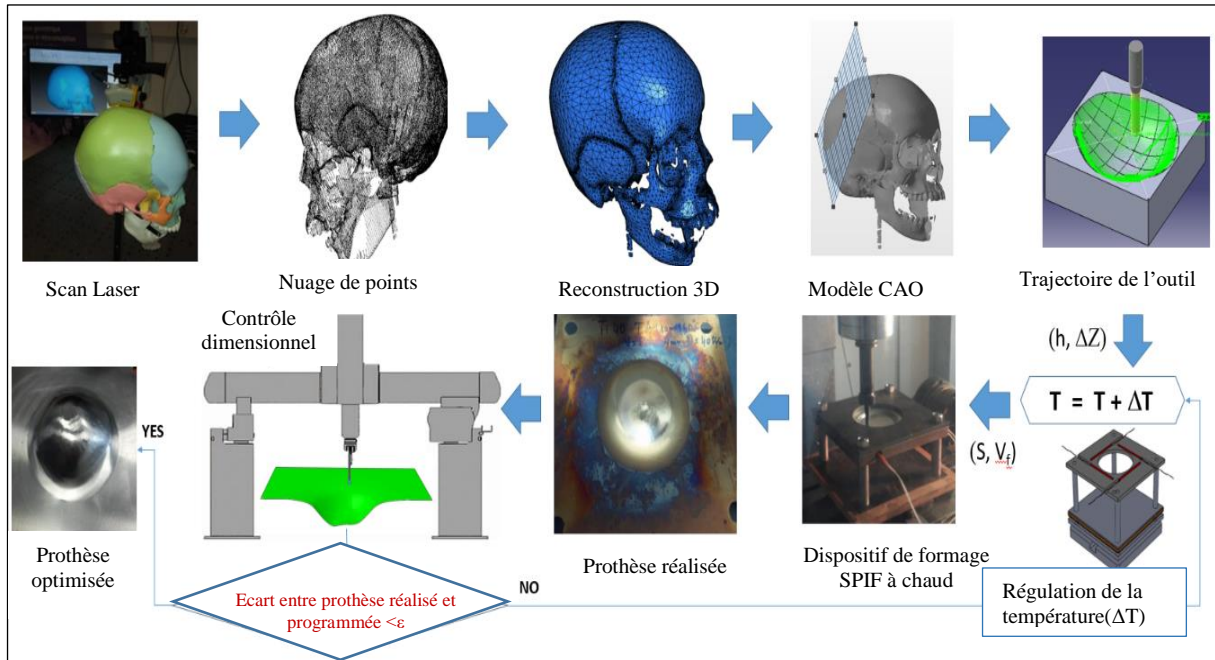 Scan Laser
Nuage de points
Reconstruction 3D
Modèle CAO
Trajectoire de l’outil
(h, ΔZ)
T = T + ΔT
(S, Vf)
Contrôle
dimensionnel
Prothèse
optimisée
YES
Prothèse réalisée
Dispositif de formage
SPIF à chaud
Régulation de la
température(ΔT)
NO
Ecart entre prothèse réalisé et
programmée <ε